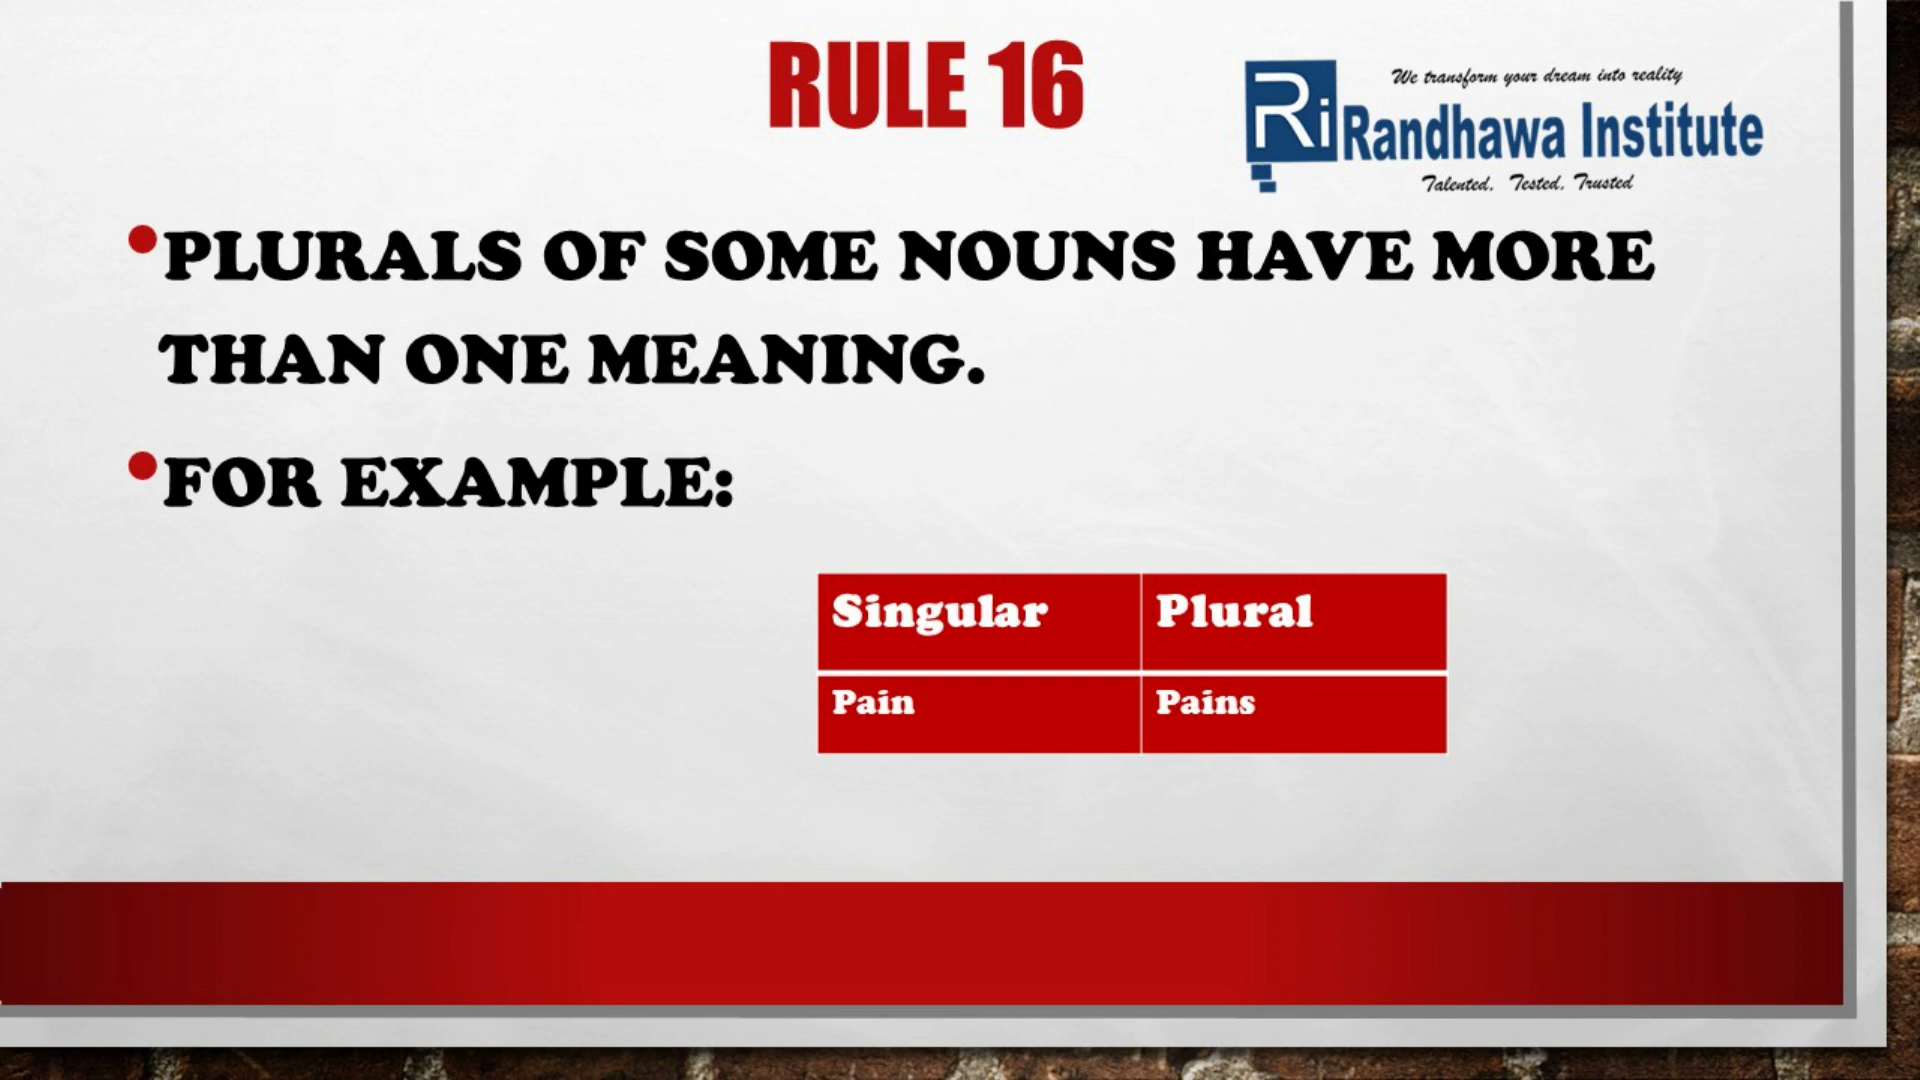 RULE 16
We transform your dream into reality
Ri Randhawa Institute
Talented. Tested. Trusted
•PLURALS OF SOME NOUNS HAVE MORE
THAN ONE MEANING.
•FOR EXAMPLE:
Singular Plural
Pain Pains